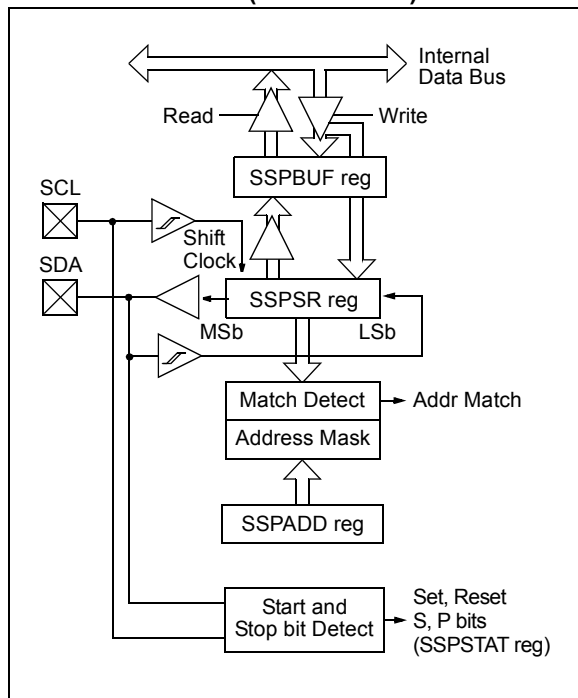 Internal
Data Bus
Read
Write
SSPBUF reg
SCL
Shift
Clock
SDA
SSPSR reg
MSb
LSb
Match Detect
Addr Match
Address Mask
SSPADD reg
Start and
Stop bit Detect
Set, Reset
S, P bits
(SSPSTAT reg)